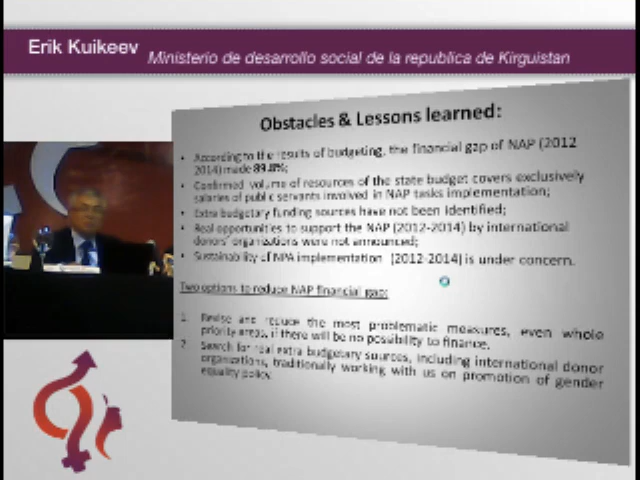 Erik Kuikeev
Ministerio de desarrollo social de la republica de Kirguistan
Obstacles & Lessons learned:
• According to the results of budgeting, the financial gap of NAP (2012
2014) made 89.8%;
• Confirmed volume of resources of the state budget covers exclusively
salaries of public servants involved in NAP tasks implementation;
• Extra budgetary funding sources have not been identified;
• Real opportunities to support the NAP (2012-2014) by international
donors' organizations were not announced;
• Sustainability of NPA implementation (2012-2014) is under concern.
Two options to reduce NAP financial gap:
1. Revise and reduce the most problematic measures, even whole
priority areas, if there will be no possibility to finance.
2. Search for real extra budgetary sources, including international donor
organizations, traditionally working with us on promotion of gender
equality policy.